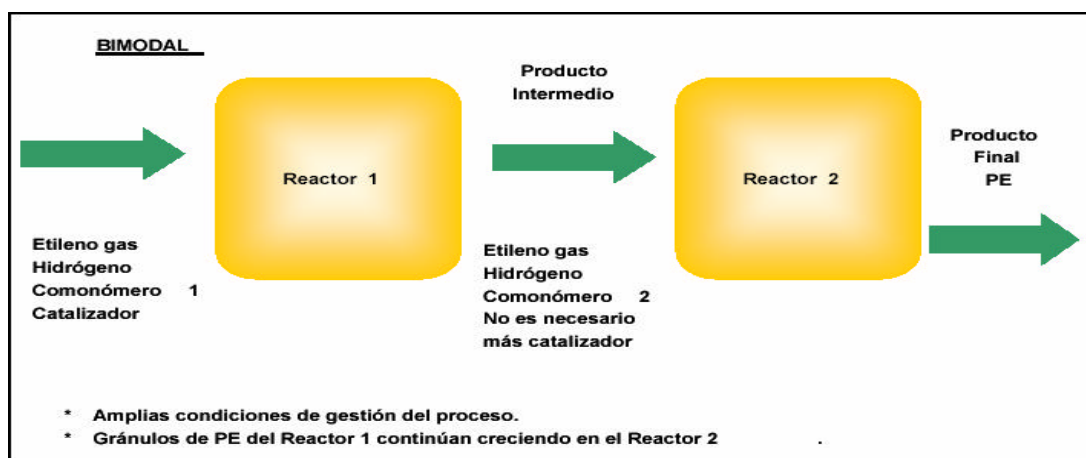 BIMODAL
Producto
Intermedio
Reactor 1
Reactor 2
Producto
Final
PE
Etileno gas
Hidrógeno
Comonómero 1
Catalizador
Etileno gas
Hidrógeno
Comonómero 2
No es necesario
más catalizador
* Amplias condiciones de gestión del proceso.
* Gránulos de PE del Reactor 1 continúan creciendo en el Reactor 2 .